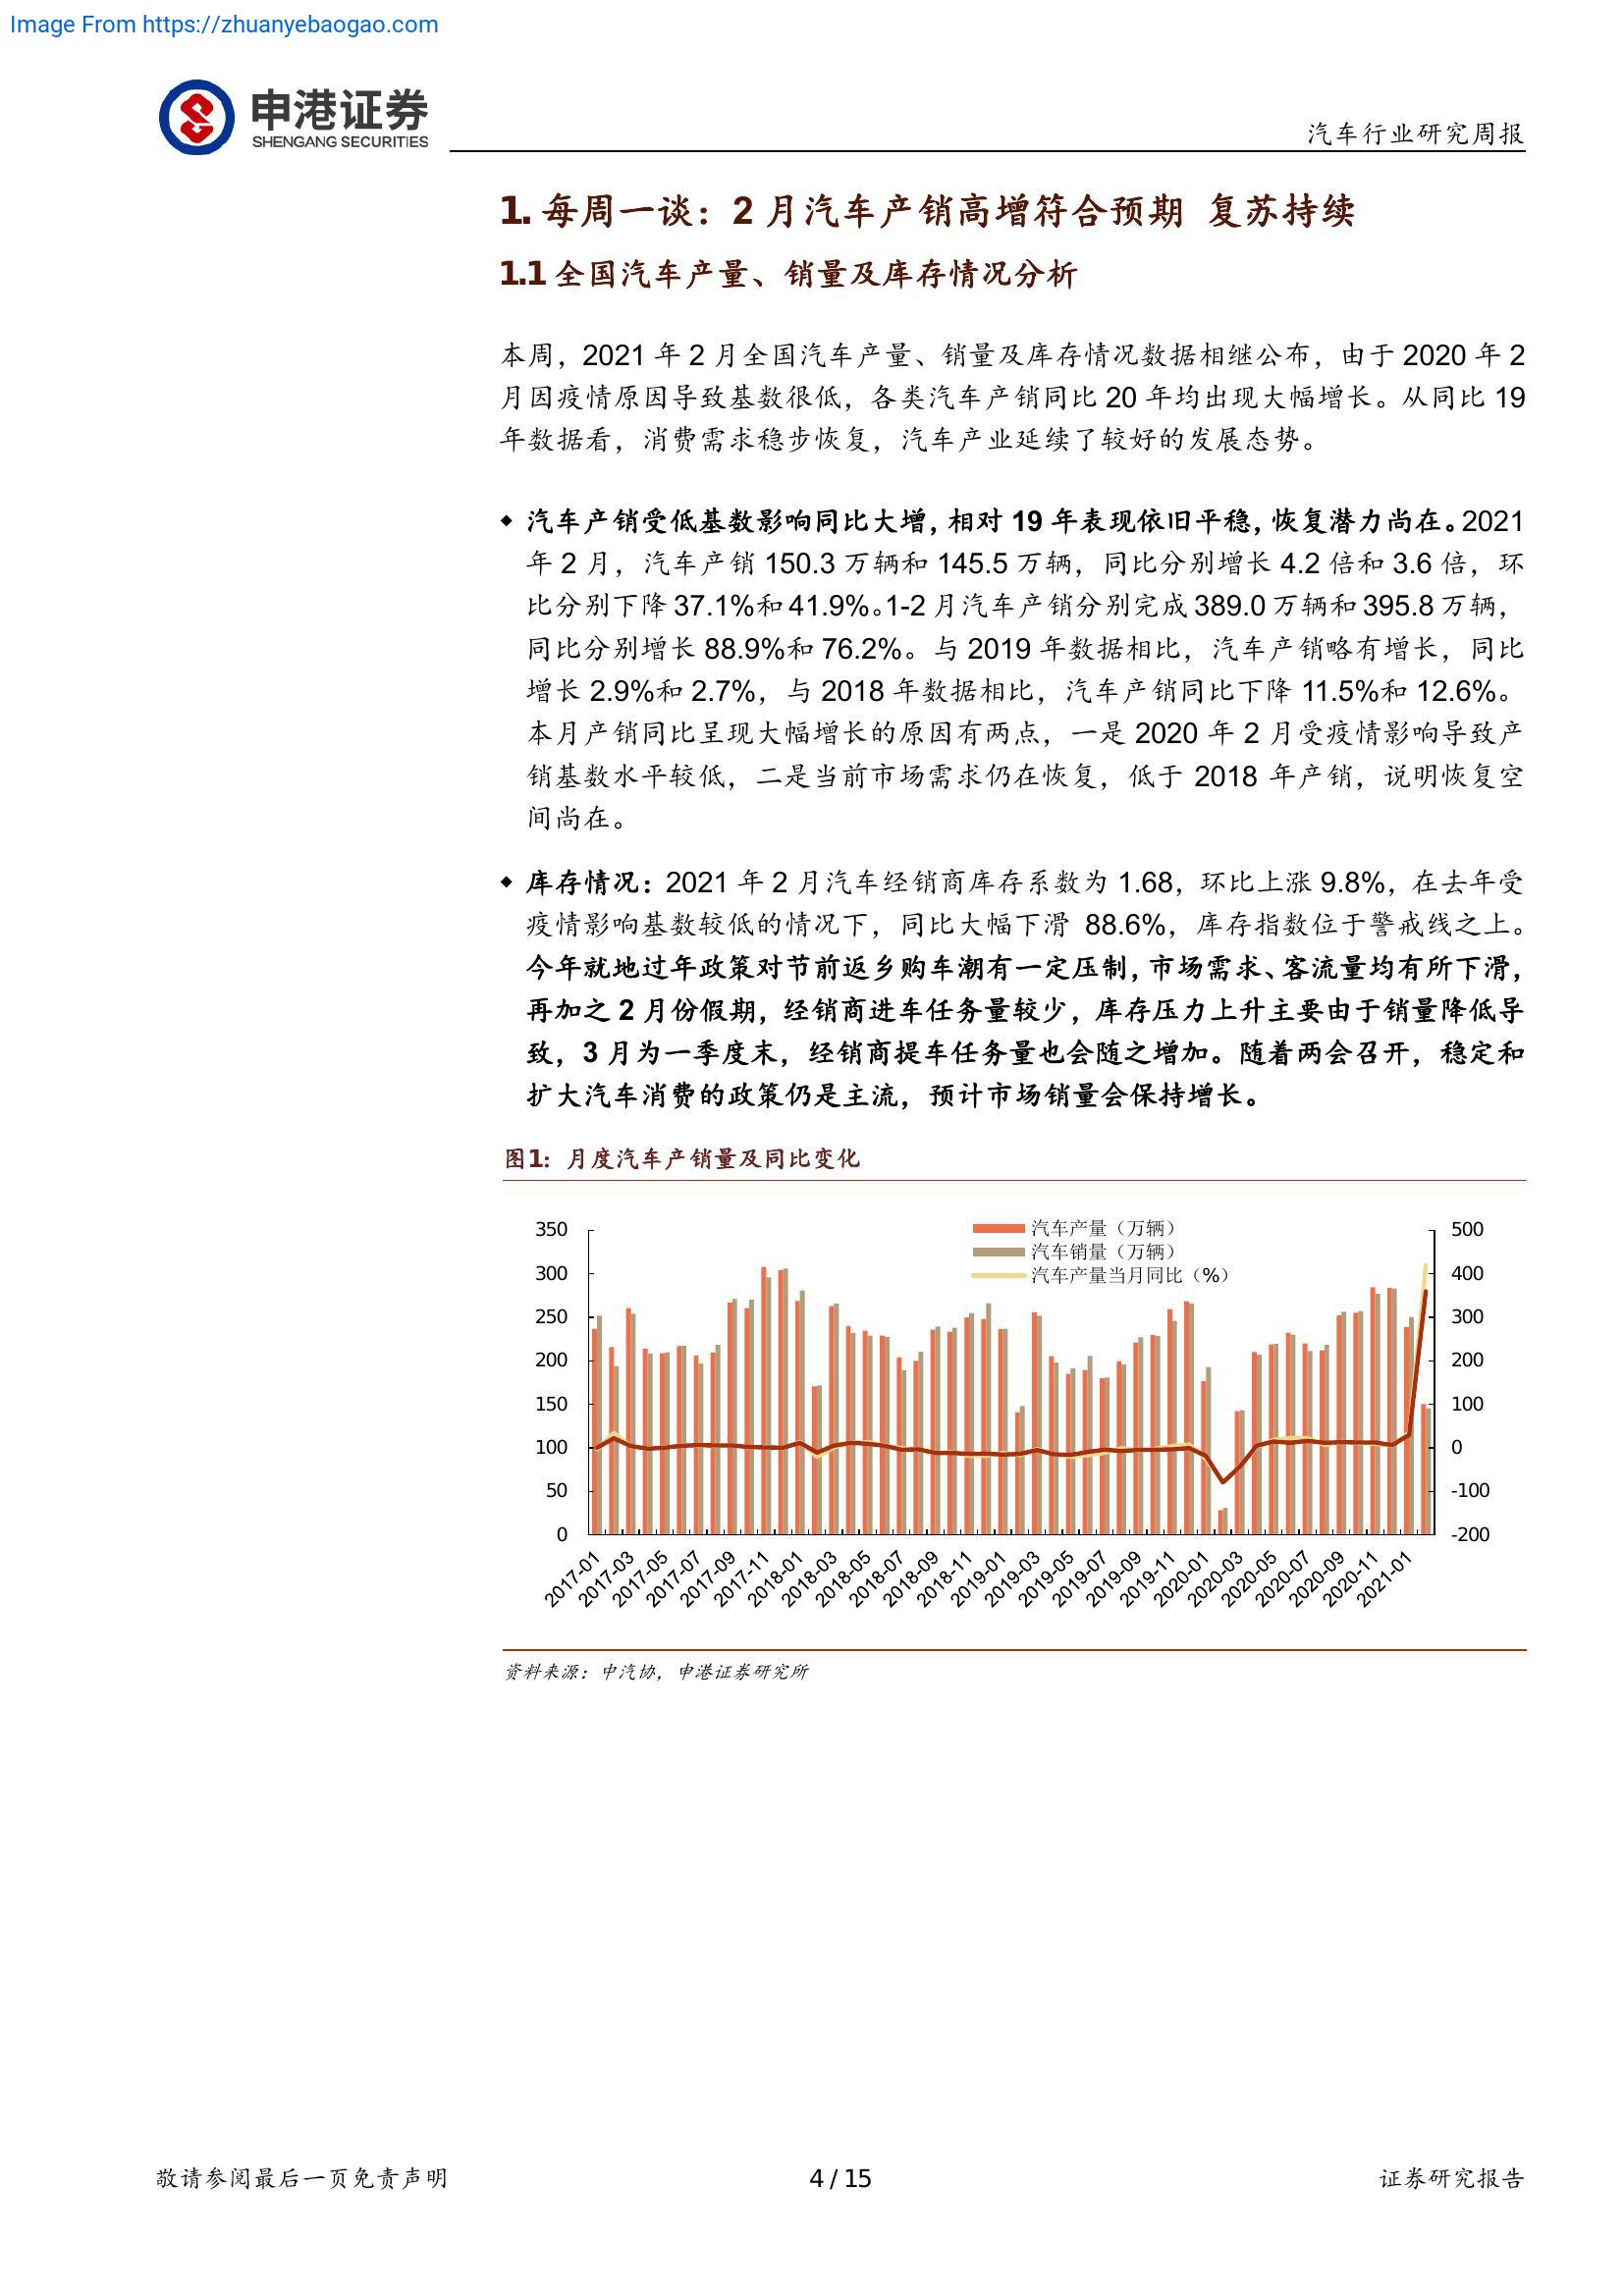 Image From https://zhuanyebaogao.com
申港证券
SHENGANG SECURITIES
汽车行业研究周报
1. 每周一谈：2 月汽车产销高增符合预期 复苏持续
1.1 全国汽车产量、销量及库存情况分析
本周，2021 年 2 月全国汽车产量、销量及库存情况数据相继公布，由于 2020 年 2
月因疫情原因导致基数很低，各类汽车产销同比 20 年均出现大幅增长。从同比 19
年数据看，消费需求稳步恢复，汽车产业延续了较好的发展态势。
◆ 汽车产销受低基数影响同比大增，相对 19 年表现依旧平稳，恢复潜力尚在。2021
年 2 月，汽车产销 150.3 万辆和 145.5 万辆，同比分别增长 4.2 倍和 3.6 倍，环
比分别下降 37.1%和 41.9%。1-2 月汽车产销分别完成 389.0 万辆和 395.8 万辆，
同比分别增长 88.9%和 76.2%。与 2019 年数据相比，汽车产销略有增长，同比
增长 2.9%和 2.7%，与 2018 年数据相比，汽车产销同比下降 11.5%和 12.6%。
本月产销同比呈现大幅增长的原因有两点，一是 2020 年 2 月受疫情影响导致产
销基数水平较低，二是当前市场需求仍在恢复，低于 2018 年产销，说明恢复空
间尚在。
◆ 库存情况：2021 年 2 月汽车经销商库存系数为 1.68，环比上涨 9.8%，在去年受
疫情影响基数较低的情况下，同比大幅下滑 88.6%，库存指数位于警戒线之上。
今年就地过年政策对节前返乡购车潮有一定压制，市场需求、客流量均有所下滑，
再加之 2 月份假期，经销商进车任务量较少，库存压力上升主要由于销量降低导
致，3 月为一季度末，经销商提车任务量也会随之增加。随着两会召开，稳定和
扩大汽车消费的政策仍是主流，预计市场销量会保持增长。
图1：月度汽车产销量及同比变化
汽车产量（万辆）
汽车销量（万辆）
汽车产量当月同比（%）
350
300
250
200
150
100
50
0
500
400
300
200
100
0
-100
-200
2017-01
2017-03
2017-05
2017-07
2017-09
2017-11
2018-01
2018-03
2018-05
2018-07
2018-09
2018-11
2019-01
2019-03
2019-05
2019-07
2019-09
2019-11
2020-01
2020-03
2020-05
2020-07
2020-09
2020-11
2021-01
资料来源：中汽协，申港证券研究所
敬请参阅最后一页免责声明
4 / 15
证券研究报告